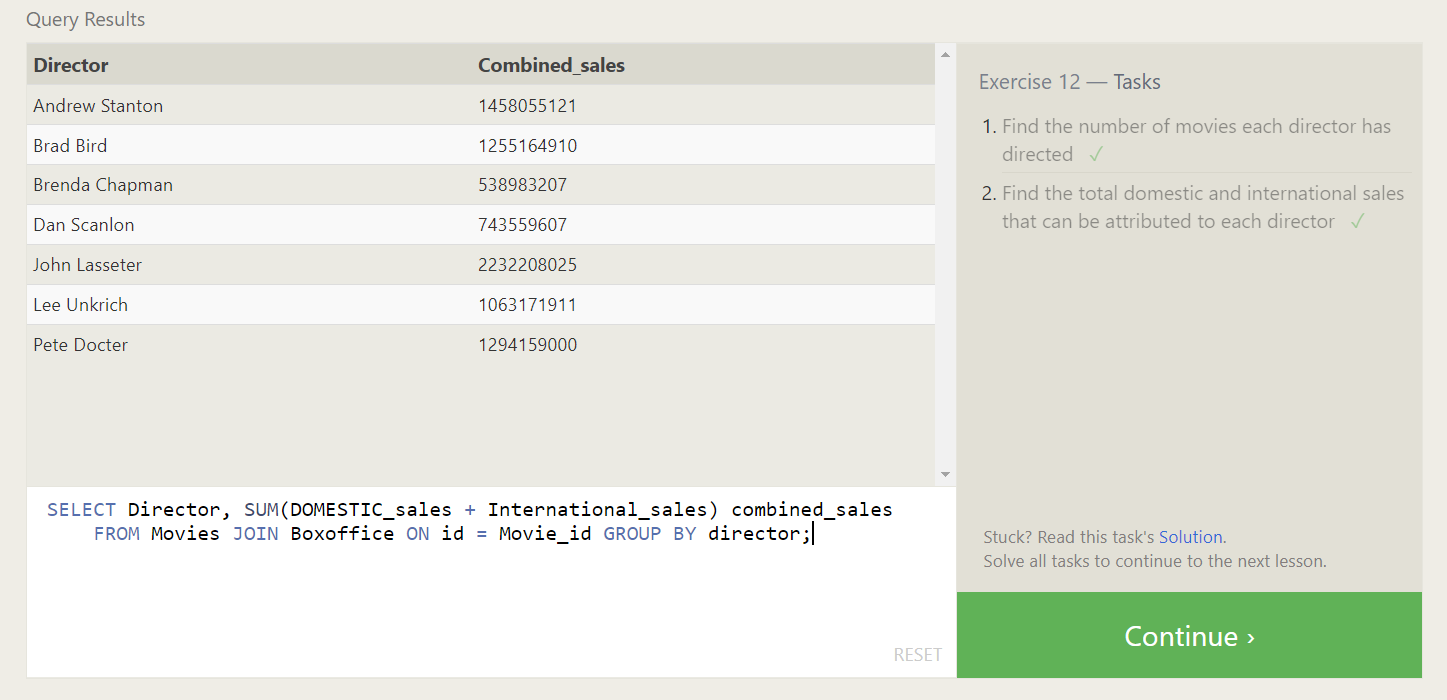 Query Results
Director Combined_sales
Andrew Stanton 1458055121
Brad Bird 1255164910
Brenda Chapman 538983207
Dan Scanlon 743559607
John Lasseter 2232208025
Lee Unkrich 1063171911
Pete Docter 1294159000
SELECT Director, SUM(DOMESTIC_sales + International_sales) combined_sales
FROM Movies JOIN Boxoffice ON id = Movie_id GROUP BY director;
RESET
Exercise 12 — Tasks
1. Find the number of movies each director has
directed ✓
2. Find the total domestic and international sales
that can be attributed to each director ✓
Stuck? Read this task's Solution.
Solve all tasks to continue to the next lesson.
Continue ›